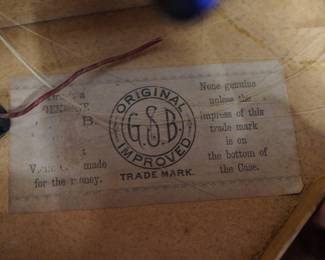 a
B
made
for the money.
ORIGINAL
G.S.B.
IMPROVED
TRADE MARK.
None genuine
unless the
impress of this
trade mark
is on
the bottom of
the Case.